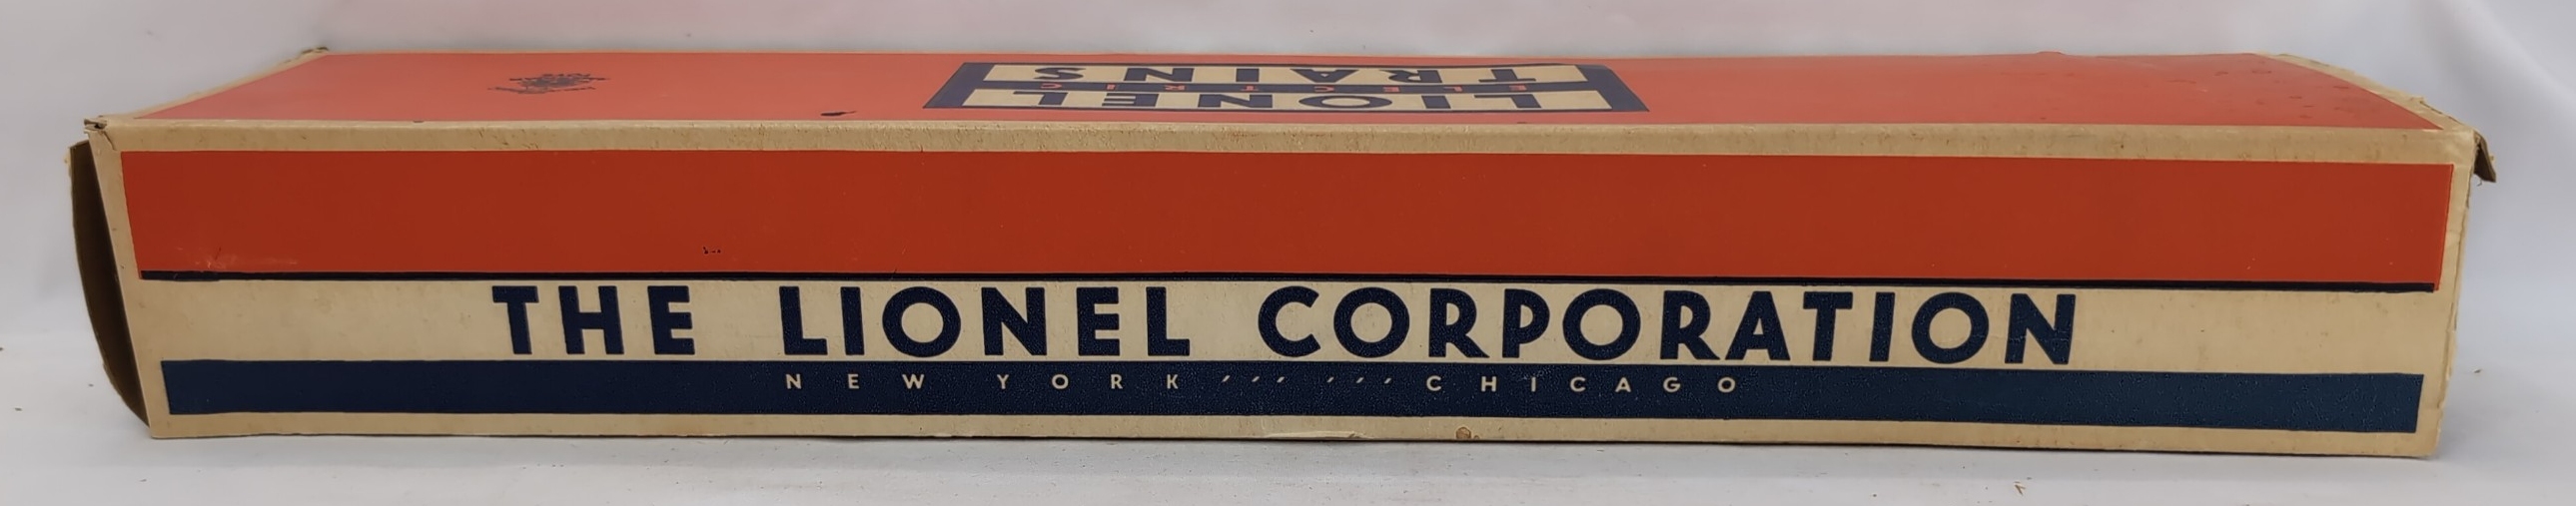 LIONEL
ELECTRIC
TRAINS
THE LIONEL CORPORATION
NEW YORK ′′′ ′′′ CHICAGO